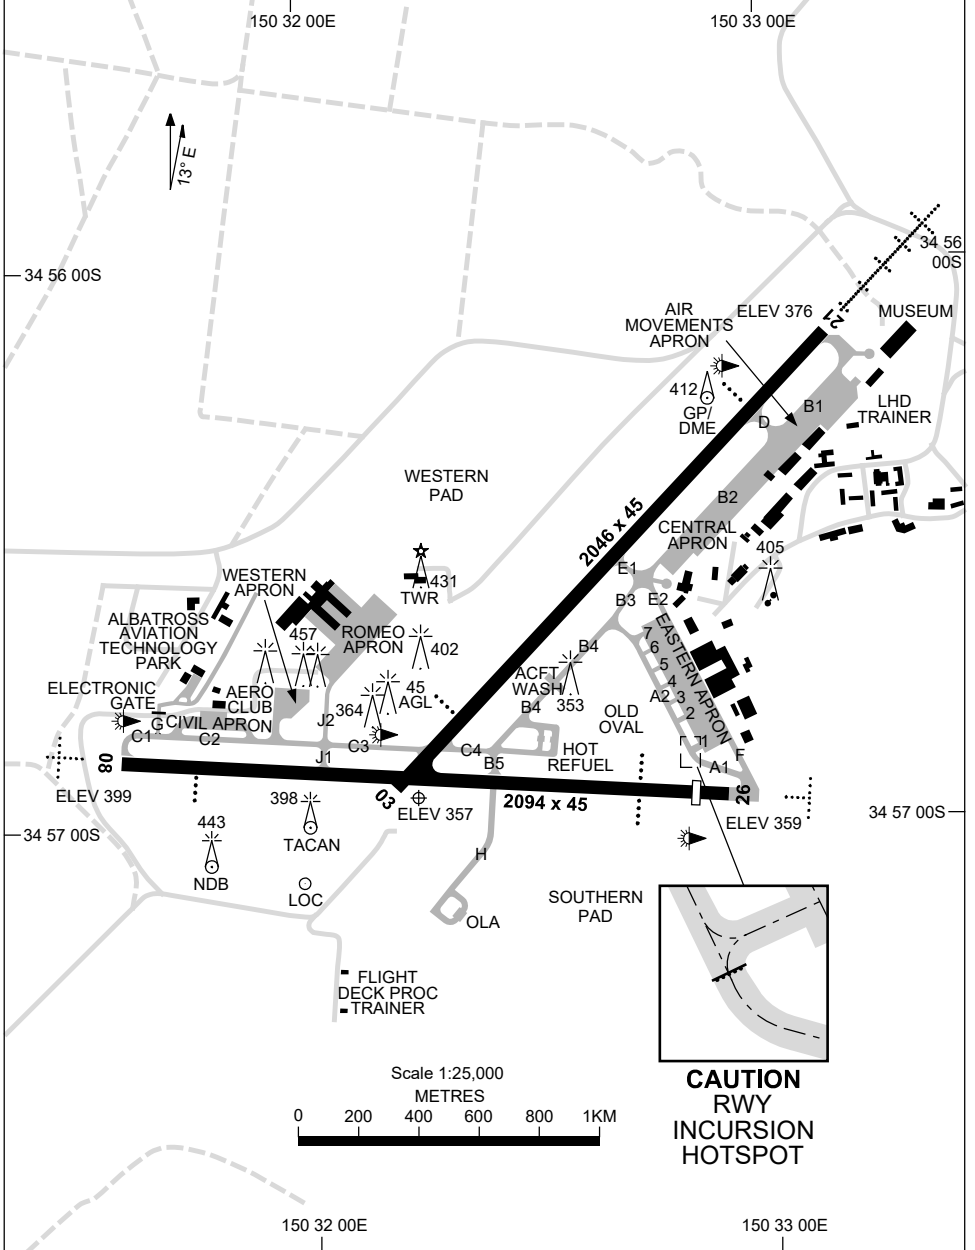 150 32 00E
150 33 00E
13° E
34 56 00S
34 56
00S
ELEV 376
21
MUSEUM
AIR
MOVEMENTS
APRON
412
GP/
DME
D
B1
LHD
TRAINER
WESTERN
PAD
B2
2046 x 45
CENTRAL
APRON
405
E1
E2
B3
WESTERN
APRON
431
TWR
ALBATROSS
AVIATION
TECHNOLOGY
PARK
457
ROMEO
APRON
402
B4
EASTERN APRON
7
6
5
4
3
2
1
A2
ACFT
WASH
353
B4
OLD
OVAL
ELECTRONIC
GATE
AERO
CLUB
364
45
AGL
G
CIVIL APRON
J2
C1
C2
C3
J1
C4
B5
HOT
REFUEL
F
A1
08
03
26
ELEV 399
398
ELEV 357
2094 x 45
ELEV 359
34 57 00S
34 57 00S
443
TACAN
NDB
LOC
H
OLA
SOUTHERN
PAD
FLIGHT
DECK PROC
TRAINER
Scale 1:25,000
METRES
0 200 400 600 800 1KM
CAUTION
RWY
INCURSION
HOTSPOT
150 32 00E
150 33 00E